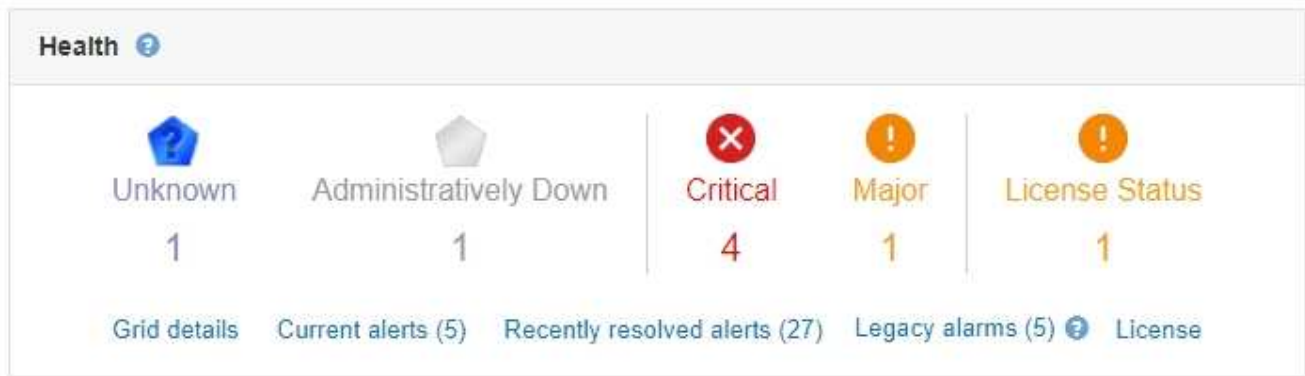 Health ?
?
Unknown Administratively Down Critical Major License Status
1 1 4 1 1
Grid details Current alerts (5) Recently resolved alerts (27) Legacy alarms (5) ? License